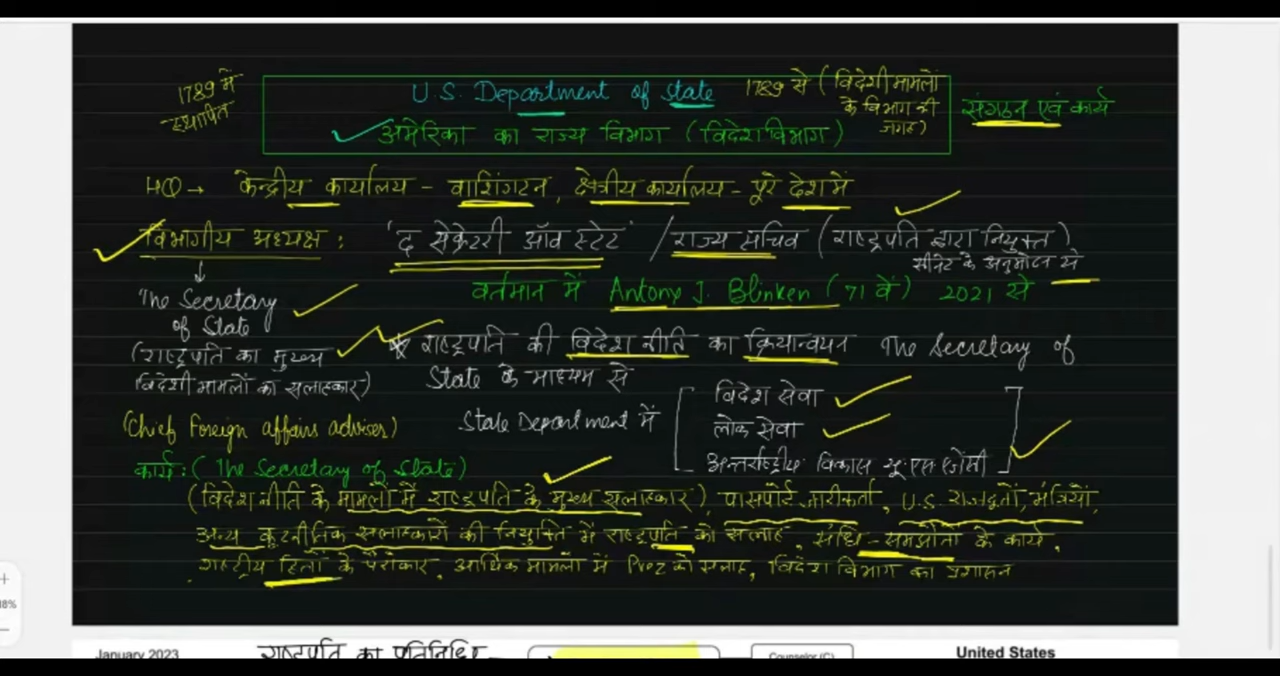 1789 में
स्थापित
U.S. Department of State
1789 से (विदेशी मामलों
के विभाग की
जगह)
संगठन एवं कार्य
अमेरिका का राज्य विभाग (विदेश विभाग)
HQ → केन्द्रीय कार्यालय - वाशिंगटन, क्षेत्रीय कार्यालय - पूरे देश में
विभागीय अध्यक्ष : 'द सेक्रेटरी ऑव स्टेट' / राज्य सचिव (राष्ट्रपति द्वारा नियुक्त)
सीनेट के अनुमोदन से
The Secretary
of State
वर्तमान में Antony J. Blinken (71 वें) 2021 से
(राष्ट्रपति का मुख्य
विदेशी मामलों का सलाहकार)
राष्ट्रपति की विदेश नीति का क्रियान्वयन The Secretary of
State के माध्यम से
(Chief Foreign affairs adviser)
State Department में
विदेश सेवा
लोक सेवा
अन्तर्राष्ट्रीय विकास यू.एस एजेंसी
कार्य : (The Secretary of State)
(विदेश नीति के मामलों में राष्ट्रपति के मुख्य सलाहकार), पासपोर्ट जारीकर्ता, U.S. राजदूतों, मंत्रियों,
अन्य कूटनीतिक सलाहकारों की नियुक्ति में राष्ट्रपति को सलाह, संधि - समझौता के कार्य,
राष्ट्रीय हितों के पैरोकार, आर्थिक मामलों में Prez को सलाह, विदेश विभाग का प्रशासन
January 2023
राष्ट्रपति का प्रतिनिधि
Counselor (C)
United States